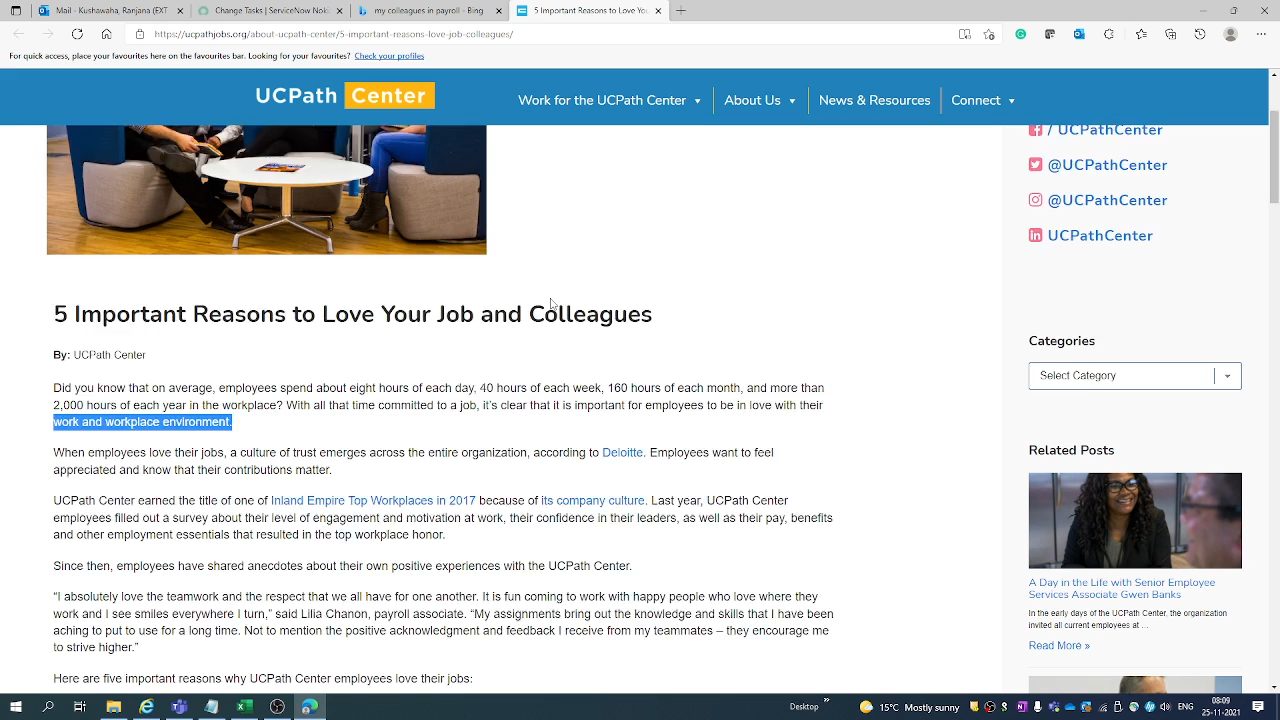 Mail - Kushawaha, Ranjana (EXT
Change Tasks | ServiceNow
myplaylist payroll - Bing
5 Important Reasons to Love You
https://ucpathjobs.org/about-ucpath-center/5-important-reasons-love-job-colleagues/
For quick access, place your favourites here on the favourites bar. Looking for your favourites? Check your profiles
UCPath Center
Work for the UCPath Center
About Us
News & Resources
Connect
/ UCPathCenter
@UCPathCenter
@UCPathCenter
UCPathCenter
5 Important Reasons to Love Your Job and Colleagues
By: UCPath Center
Did you know that on average, employees spend about eight hours of each day, 40 hours of each week, 160 hours of each month, and more than
2,000 hours of each year in the workplace? With all that time committed to a job, it's clear that it is important for employees to be in love with their
work and workplace environment.
When employees love their jobs, a culture of trust emerges across the entire organization, according to Deloitte. Employees want to feel
appreciated and know that their contributions matter.
UCPath Center earned the title of one of Inland Empire Top Workplaces in 2017 because of its company culture. Last year, UCPath Center
employees filled out a survey about their level of engagement and motivation at work, their confidence in their leaders, as well as their pay, benefits
and other employment essentials that resulted in the top workplace honor.
Since then, employees have shared anecdotes about their own positive experiences with the UCPath Center.
“I absolutely love the teamwork and the respect that we all have for one another. It is fun coming to work with happy people who love where they
work and I see smiles everywhere I turn,” said Lilia Charon, payroll associate. “My assignments bring out the knowledge and skills that I have been
aching to put to use for a long time. Not to mention the positive acknowledgment and feedback I receive from my teammates – they encourage me
to strive higher.”
Here are five important reasons why UCPath Center employees love their jobs:
Categories
Select Category
Related Posts
A Day in the Life with Senior Employee
Services Associate Gwen Banks
In the early days of the UCPath Center, the organization
invited all current employees at ...
Read More »
Desktop
15°C Mostly sunny
ENG
08:09
25-11-2021